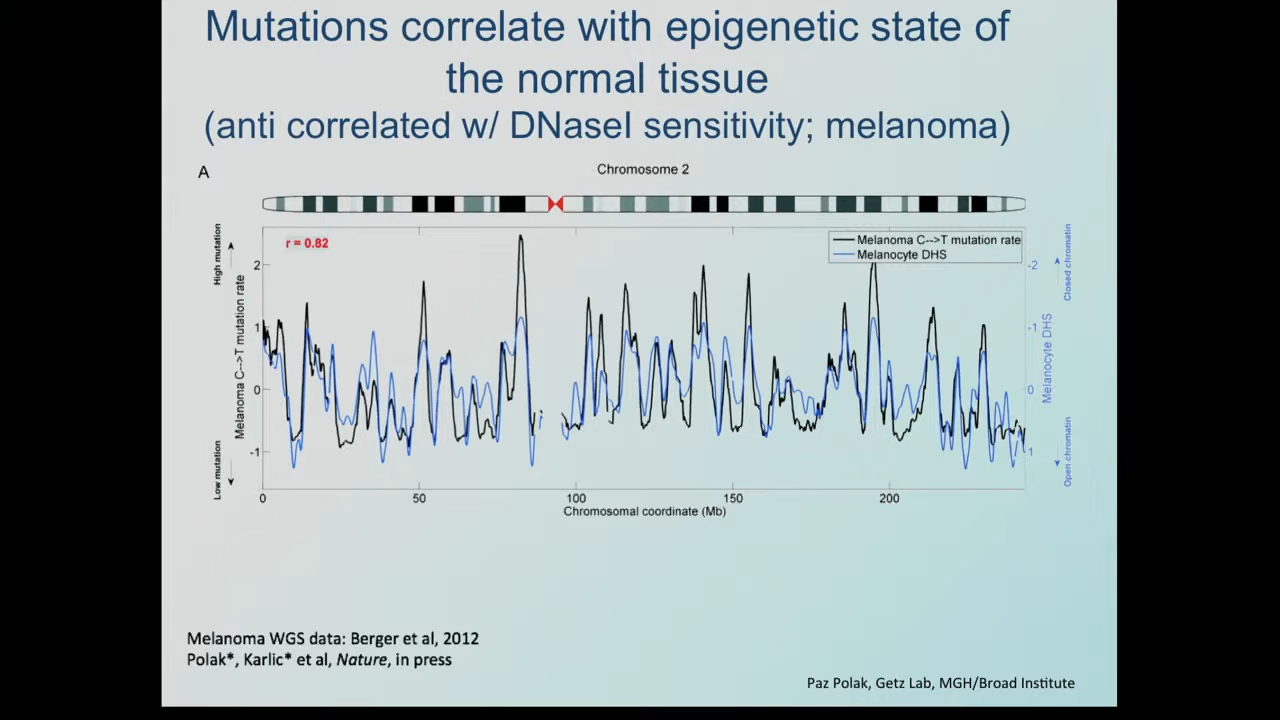 Mutations correlate with epigenetic state of
the normal tissue
(anti correlated w/ DNaseI sensitivity; melanoma)
A
Chromosome 2
r = 0.82
Melanoma C-->T mutation rate
Melanocyte DHS
High mutation
Low mutation
Melanoma C-->T mutation rate
2
1
0
-1
-2
-1
0
1
Melanocyte DHS
Closed chromatin
Open chromatin
0 50 100 150 200
Chromosomal coordinate (Mb)
Melanoma WGS data: Berger et al, 2012
Polak*, Karlic* et al, Nature, in press
Paz Polak, Getz Lab, MGH/Broad Institute